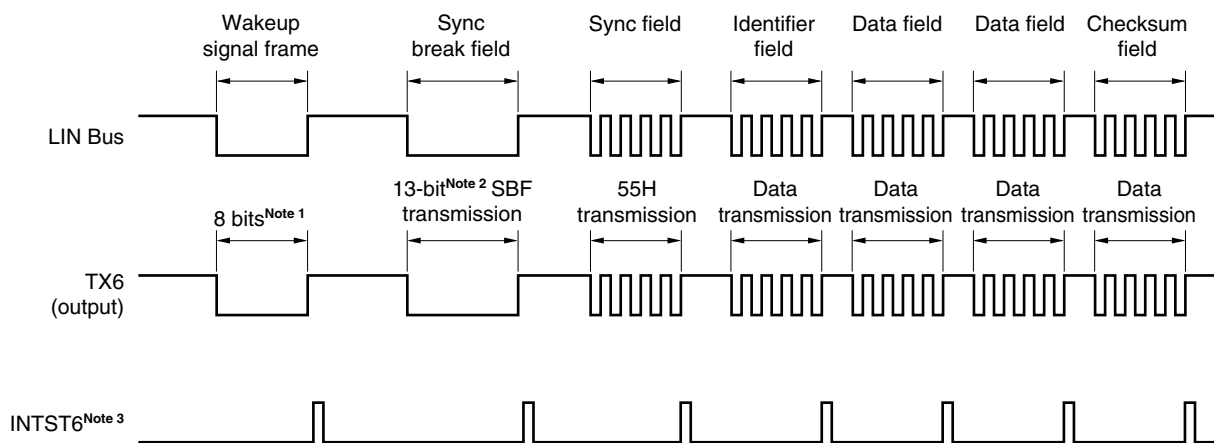 Wakeup
signal frame
Sync
break field
Sync field
Identifier
field
Data field
Data field
Checksum
field
LIN Bus
8 bitsNote 1
13-bitNote 2 SBF
transmission
55H
transmission
Data
transmission
Data
transmission
Data
transmission
Data
transmission
TX6
(output)
INTST6Note 3